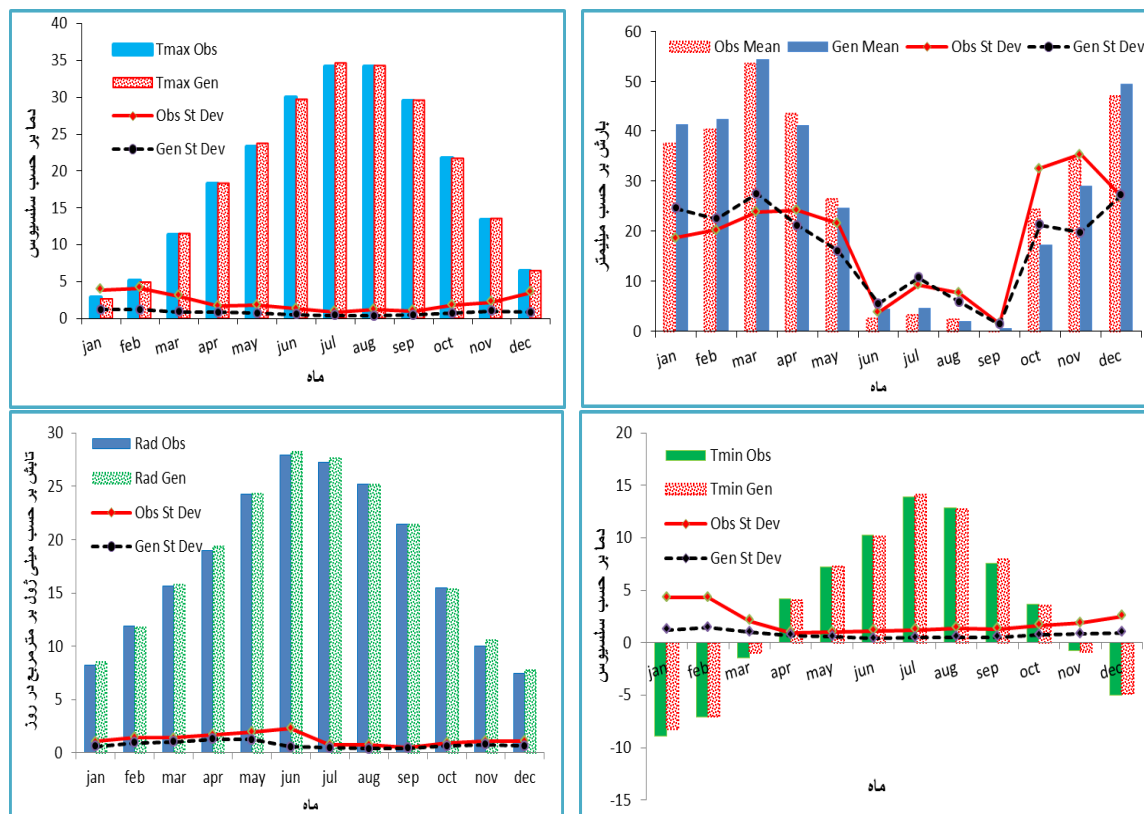 40
35
30
25
20
15
10
5
0
Tmax Obs
Tmax Gen
Obs St Dev
Gen St Dev
دما بر حسب سلسیوس
jan feb mar apr may jun jul aug sep oct nov dec
ماه
60
50
40
30
20
10
0
Obs Mean Gen Mean Obs St Dev Gen St Dev
بارش بر حسب میلیمتر
jan feb mar apr may jun jul aug sep oct nov dec
ماه
30
25
20
15
10
5
0
Rad Obs
Rad Gen
Obs St Dev
Gen St Dev
تابش بر حسب میلی ژول بر مترمربع در روز
jan feb mar apr may jun jul aug sep oct nov dec
ماه
20
15
10
5
0
-5
-10
-15
Tmin Obs
Tmin Gen
Obs St Dev
Gen St Dev
دما بر حسب سلسیوس
jan feb mar apr may jun jul aug sep oct nov dec
ماه